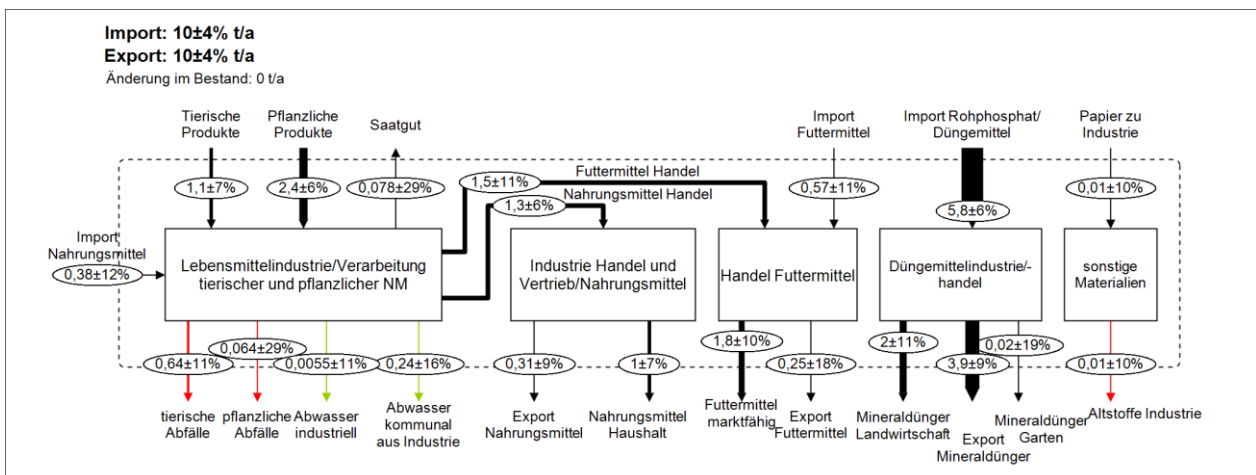 Import: 10±4% t/a
Export: 10±4% t/a
Änderung im Bestand: 0 t/a
Tierische
Produkte
Pflanzliche
Produkte
Saatgut
Import
Futtermittel
Import Rohphosphat/
Düngemittel
Papier zu
Industrie
Futtermittel Handel
1,1±7%
2,4±6%
0,078±29%
1,5±11%
0,57±11%
0,01±10%
Nahrungsmittel Handel
1,3±6%
5,8±6%
Import
Nahrungsmittel
0,38±12%
Lebensmittelindustrie/Verarbeitung
tierischer und pflanzlicher NM
Industrie Handel und
Vertrieb/Nahrungsmittel
Handel Futtermittel
Düngemittelindustrie/-
handel
sonstige
Materialien
0,64±11%
0,064±29%
0,0055±11%
0,24±16%
0,31±9%
1±7%
1,8±10%
0,25±18%
2±11%
3,9±9%
0,02±19%
0,01±10%
tierische
Abfälle
pflanzliche
Abfälle
Abwasser
industriell
Abwasser
kommunal
aus Industrie
Export
Nahrungsmittel
Nahrungsmittel
Haushalt
Futtermittel
marktfähig
Export
Futtermittel
Mineraldünger
Landwirtschaft
Export
Mineraldünger
Mineraldünger
Garten
Altstoffe Industrie